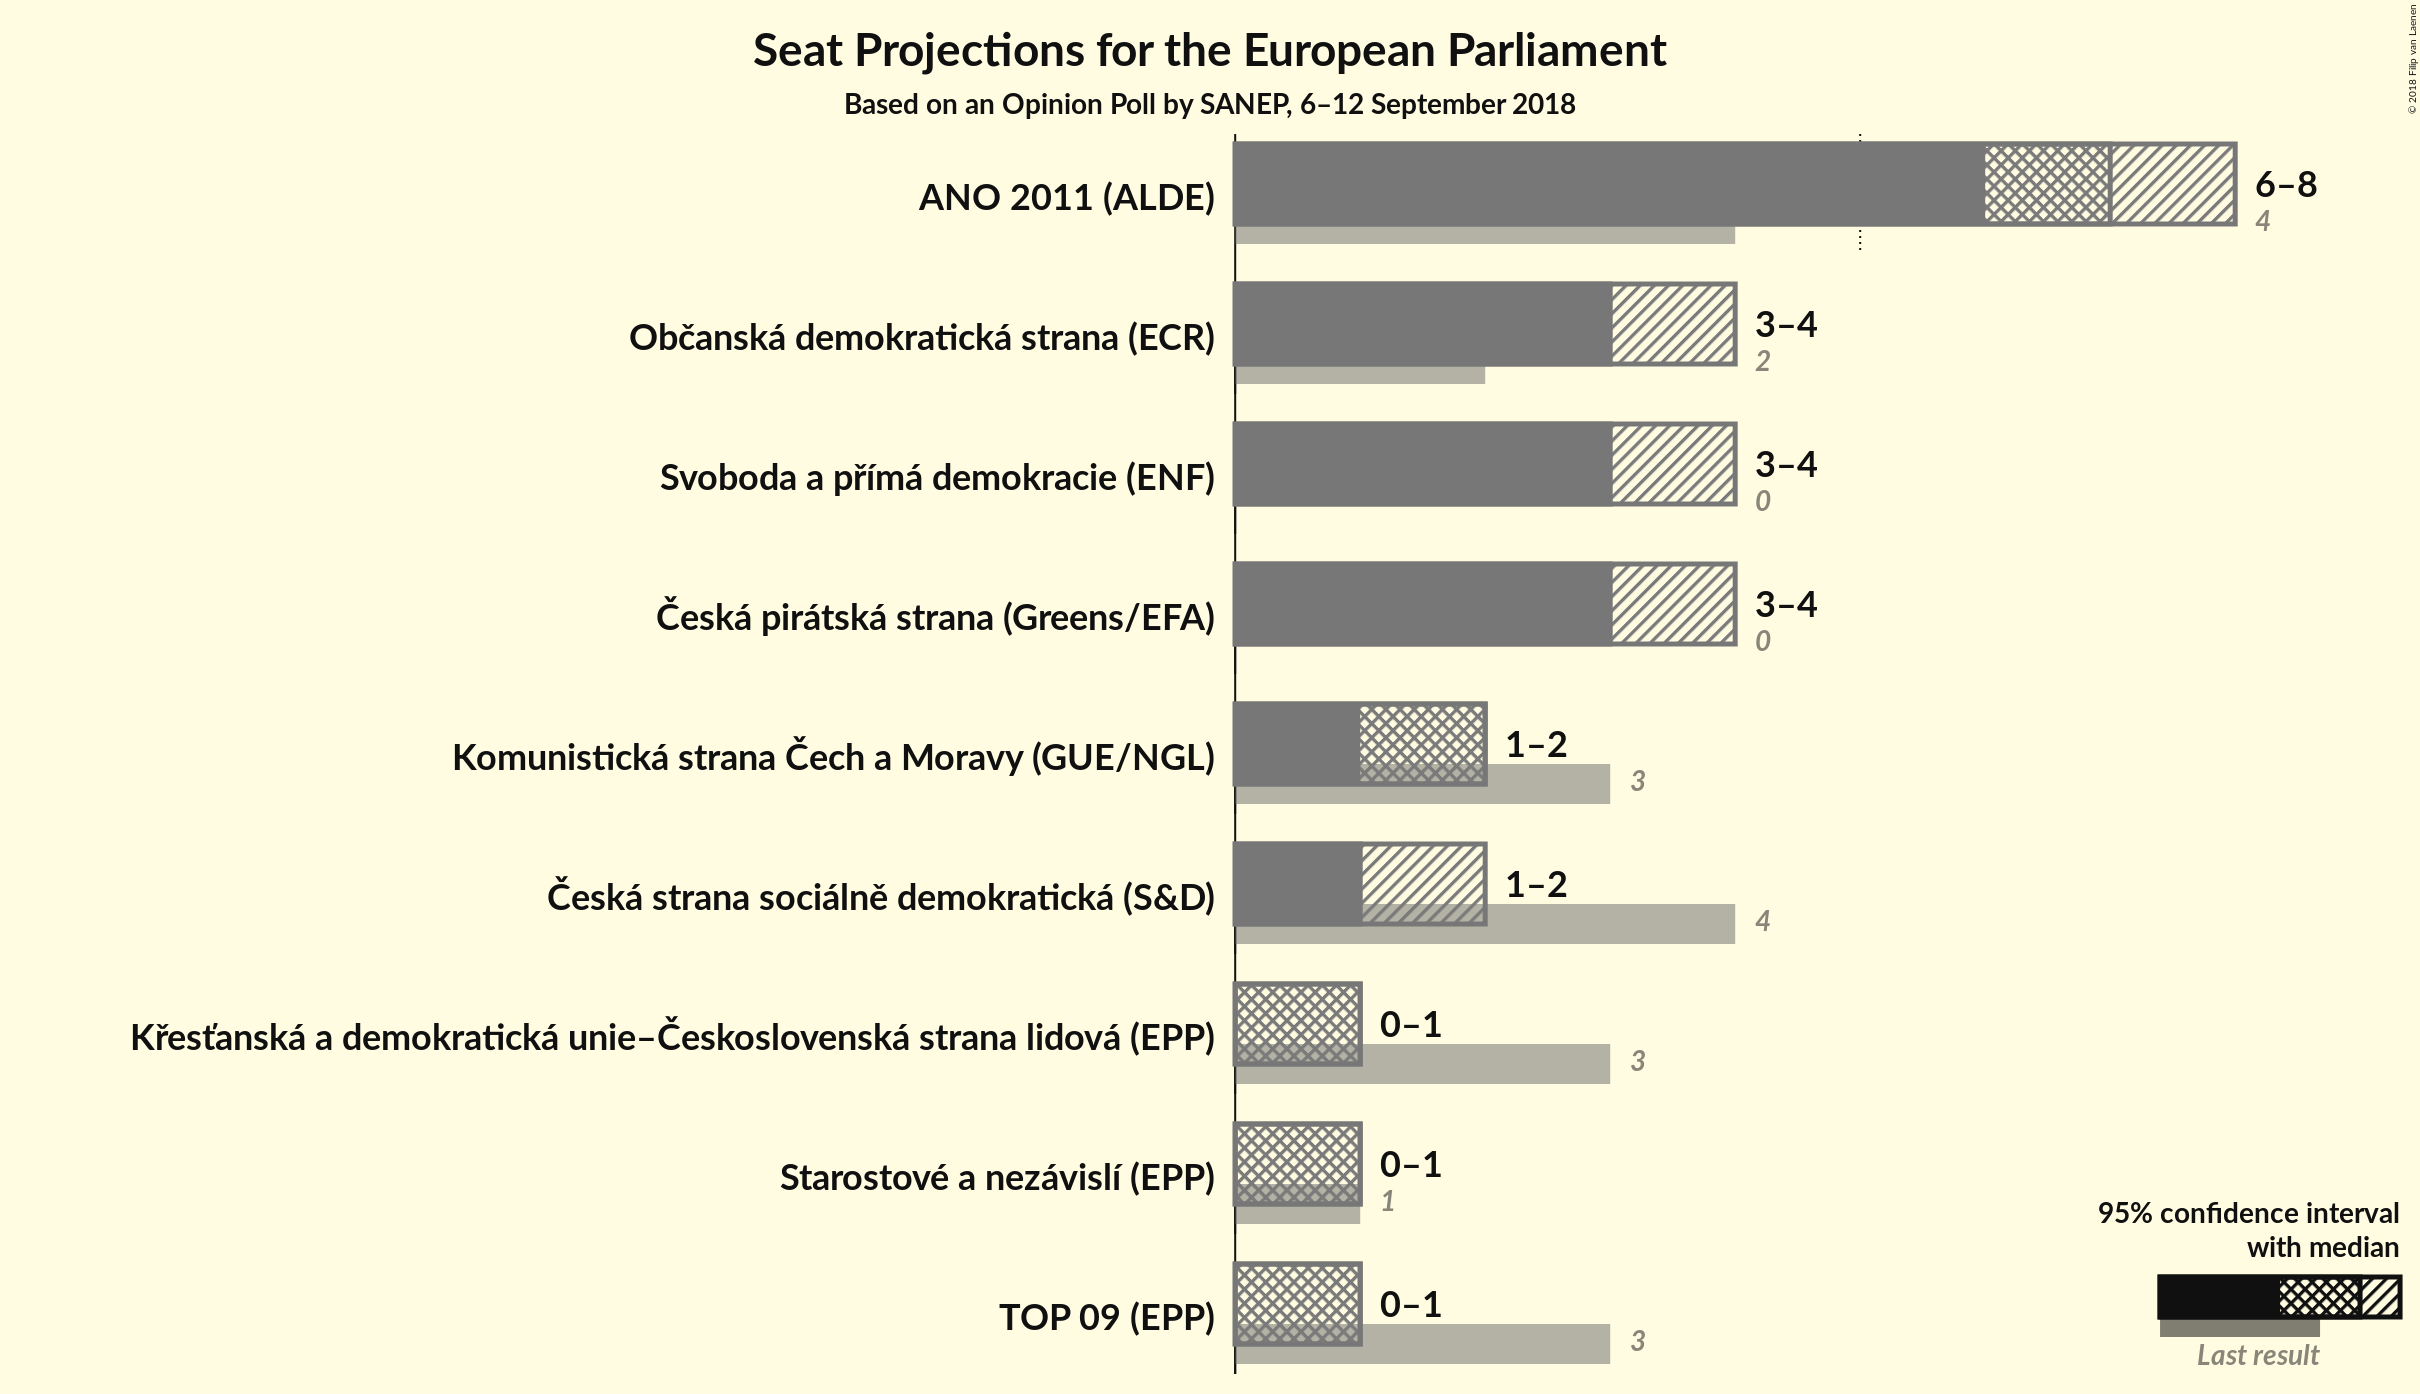 Seat Projections for the European Parliament
Based on an Opinion Poll by SANEP, 6–12 September 2018
© 2018 Filip van Laenen
ANO 2011 (ALDE)
6–8
4
Občanská demokratická strana (ECR)
3–4
2
Svoboda a přímá demokracie (ENF)
3–4
0
Česká pirátská strana (Greens/EFA)
3–4
0
Komunistická strana Čech a Moravy (GUE/NGL)
1–2
3
Česká strana sociálně demokratická (S&D)
1–2
4
Křesťanská a demokratická unie–Československá strana lidová (EPP)
0–1
3
Starostové a nezávislí (EPP)
0–1
1
TOP 09 (EPP)
0–1
3
95% confidence interval
with median
Last result